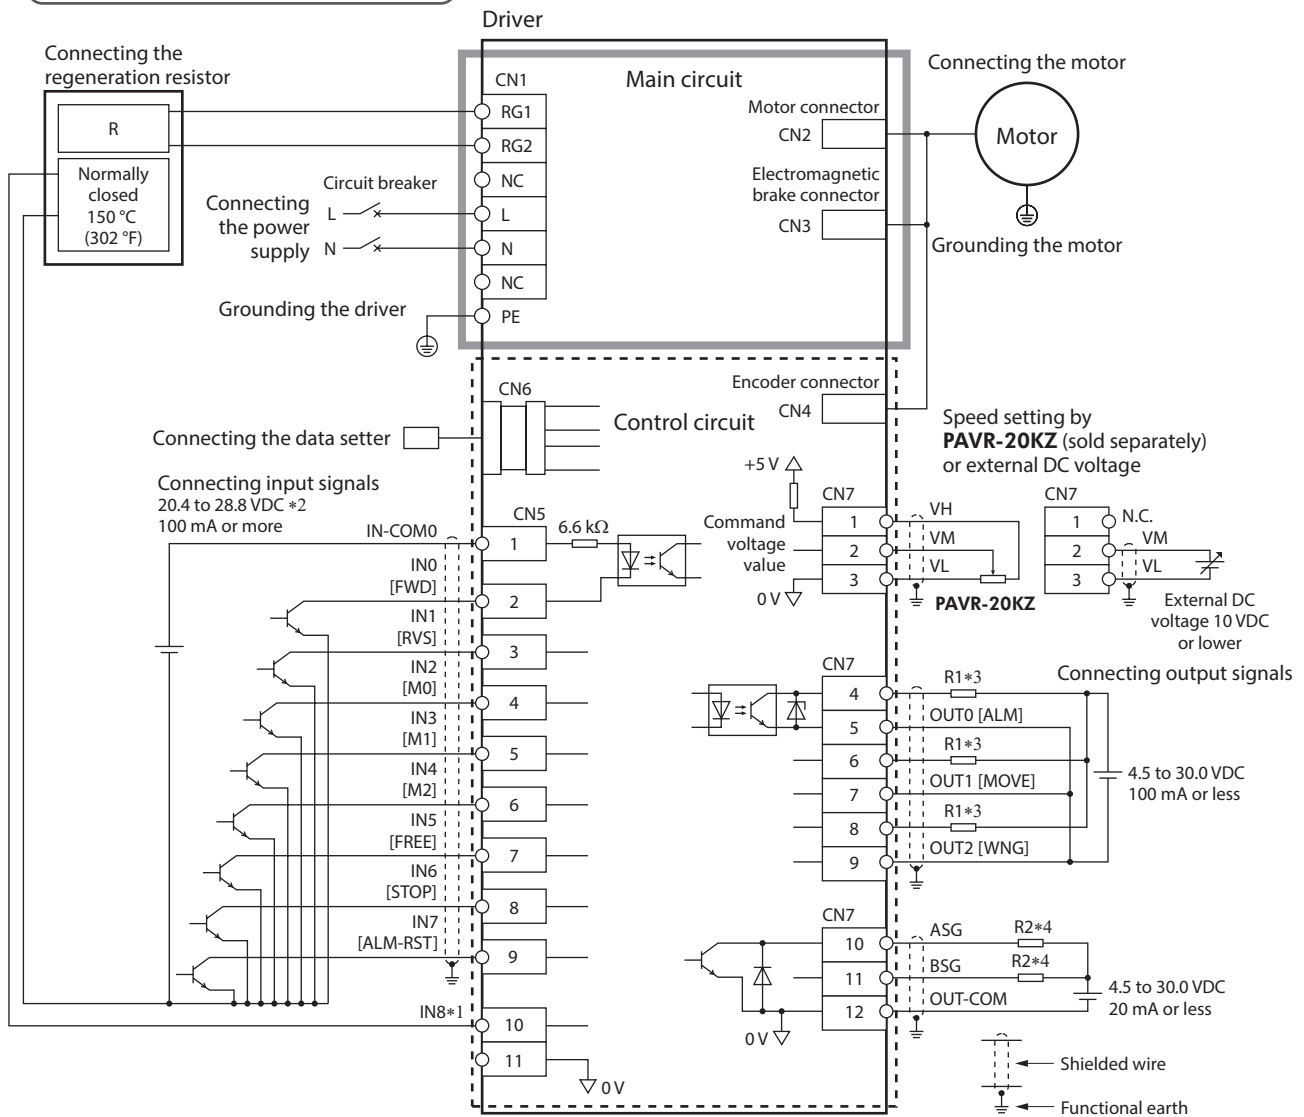 Driver
Connecting the
regeneration resistor
R
Normally
closed
150 °C
(302 °F)
CN1
Main circuit
RG1
RG2
NC
L
N
NC
PE
Circuit breaker
Connecting
the power
supply
L
N
Grounding the driver
Motor connector
CN2
Electromagnetic
brake connector
CN3
Connecting the motor
Motor
Grounding the motor
CN6
Encoder connector
CN4
Control circuit
Connecting the data setter
Connecting input signals
20.4 to 28.8 VDC *2
100 mA or more
CN5
IN-COM0
1
6.6 kΩ
IN0
[FWD]
2
IN1
[RVS]
3
IN2
[M0]
4
IN3
[M1]
5
IN4
[M2]
6
IN5
[FREE]
7
IN6
[STOP]
8
IN7
[ALM-RST]
9
IN8*1
10
11
0 V
+5 V
Command
voltage
value
0 V
CN7
1
2
3
VH
VM
VL
PAVR-20KZ
Speed setting by
PAVR-20KZ (sold separately)
or external DC voltage
CN7
1
2
3
N.C.
VM
VL
External DC
voltage 10 VDC
or lower
CN7
4
5
6
7
8
9
Connecting output signals
R1*3
OUT0 [ALM]
R1*3
OUT1 [MOVE]
R1*3
OUT2 [WNG]
4.5 to 30.0 VDC
100 mA or less
CN7
10
11
12
0 V
ASG
R2*4
BSG
R2*4
OUT-COM
4.5 to 30.0 VDC
20 mA or less
Shielded wire
Functional earth